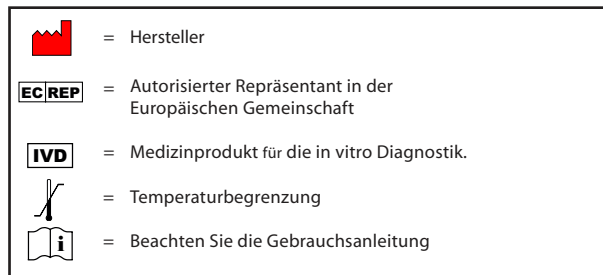 = Hersteller
EC REP = Autorisierter Repräsentant in der
Europäischen Gemeinschaft
IVD = Medizinprodukt für die in vitro Diagnostik.
= Temperaturbegrenzung
i = Beachten Sie die Gebrauchsanleitung